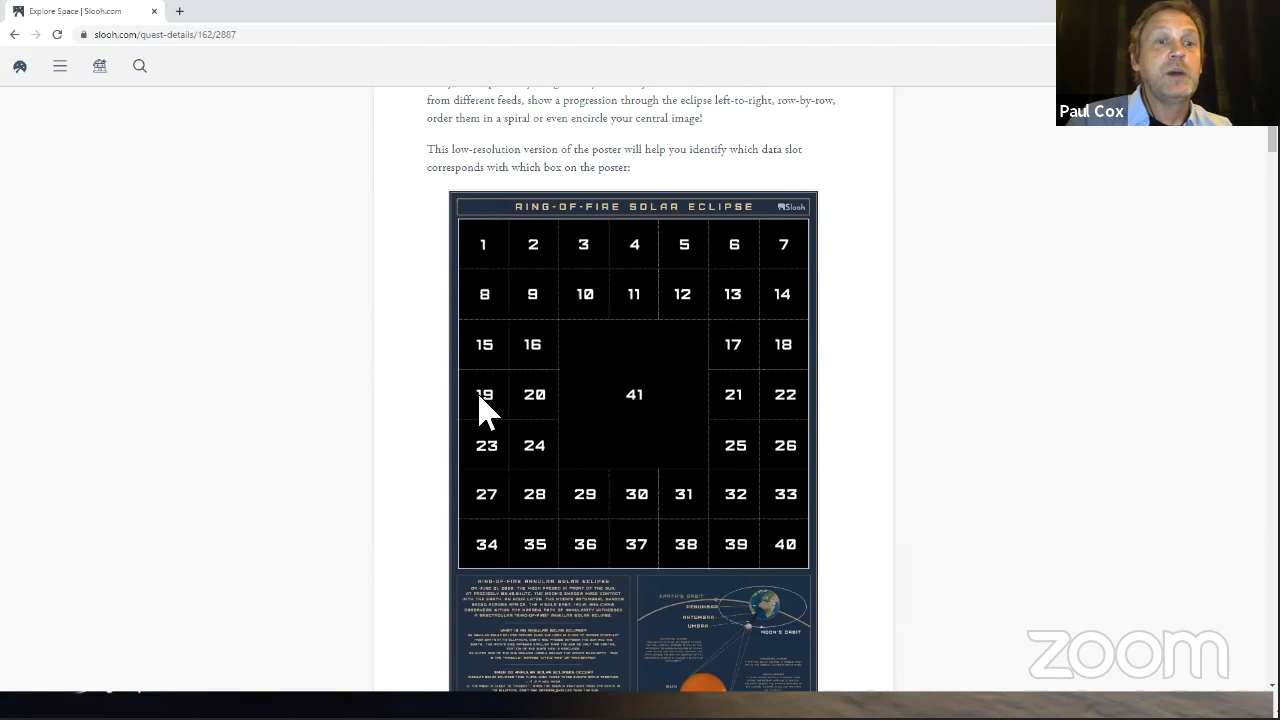 Explore Space | Slooh.com
slooh.com/quest-details/162/2887
Paul Cox
from different feeds, show a progression through the eclipse left-to-right, row-by-row,
order them in a spiral or even encircle your central image!
This low-resolution version of the poster will help you identify which data slot
corresponds with which box on the poster:
RING-OF-FIRE SOLAR ECLIPSE
Slooh
1 2 3 4 5 6 7
8 9 10 11 12 13 14
15 16 17 18
19 20 41 21 22
23 24 25 26
27 28 29 30 31 32 33
34 35 36 37 38 39 40
RING-OF-FIRE ANNULAR SOLAR ECLIPSE
WHAT IS AN ANNULAR SOLAR ECLIPSE?
EARTH'S ORBIT
PENUMBRA
ANTUMBRA
UMBRA
MOON'S ORBIT
SUN
zoom